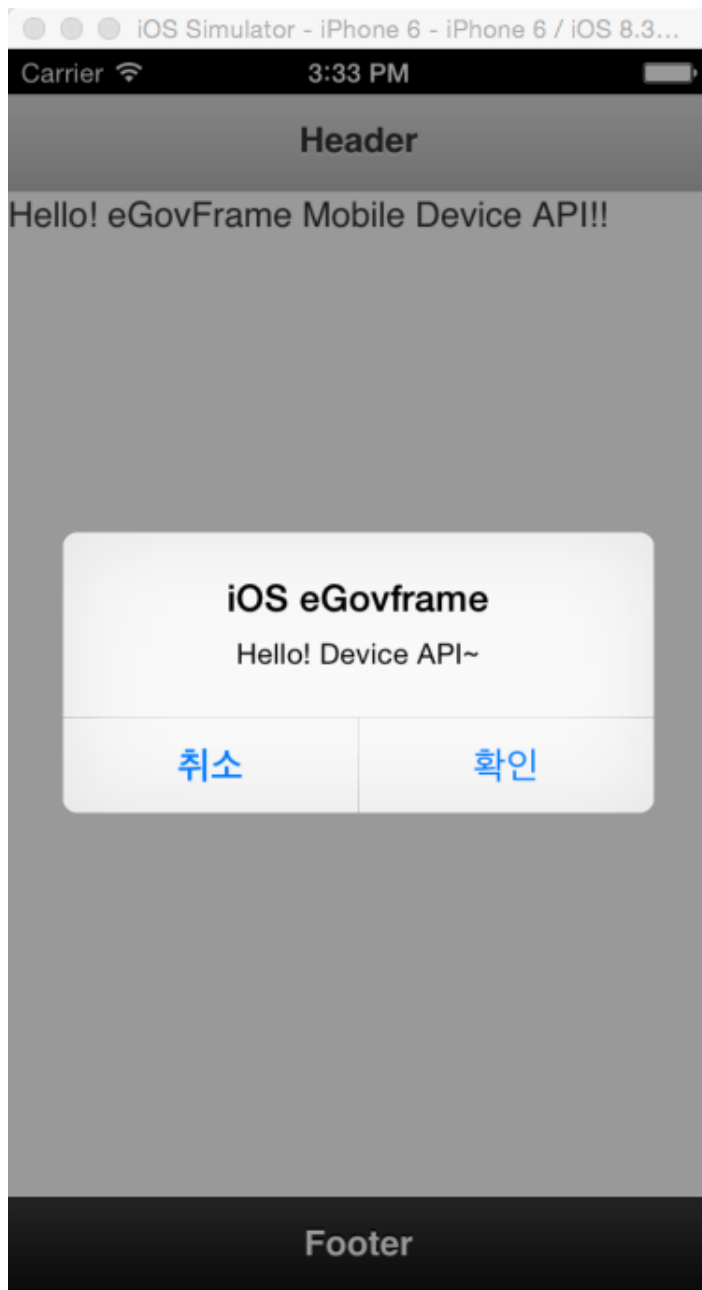 iOS Simulator - iPhone 6 - iPhone 6 / iOS 8.3...
Carrier 3:33 PM
Header
Hello! eGovFrame Mobile Device API!!
iOS eGovframe
Hello! Device API~
취소 확인
Footer